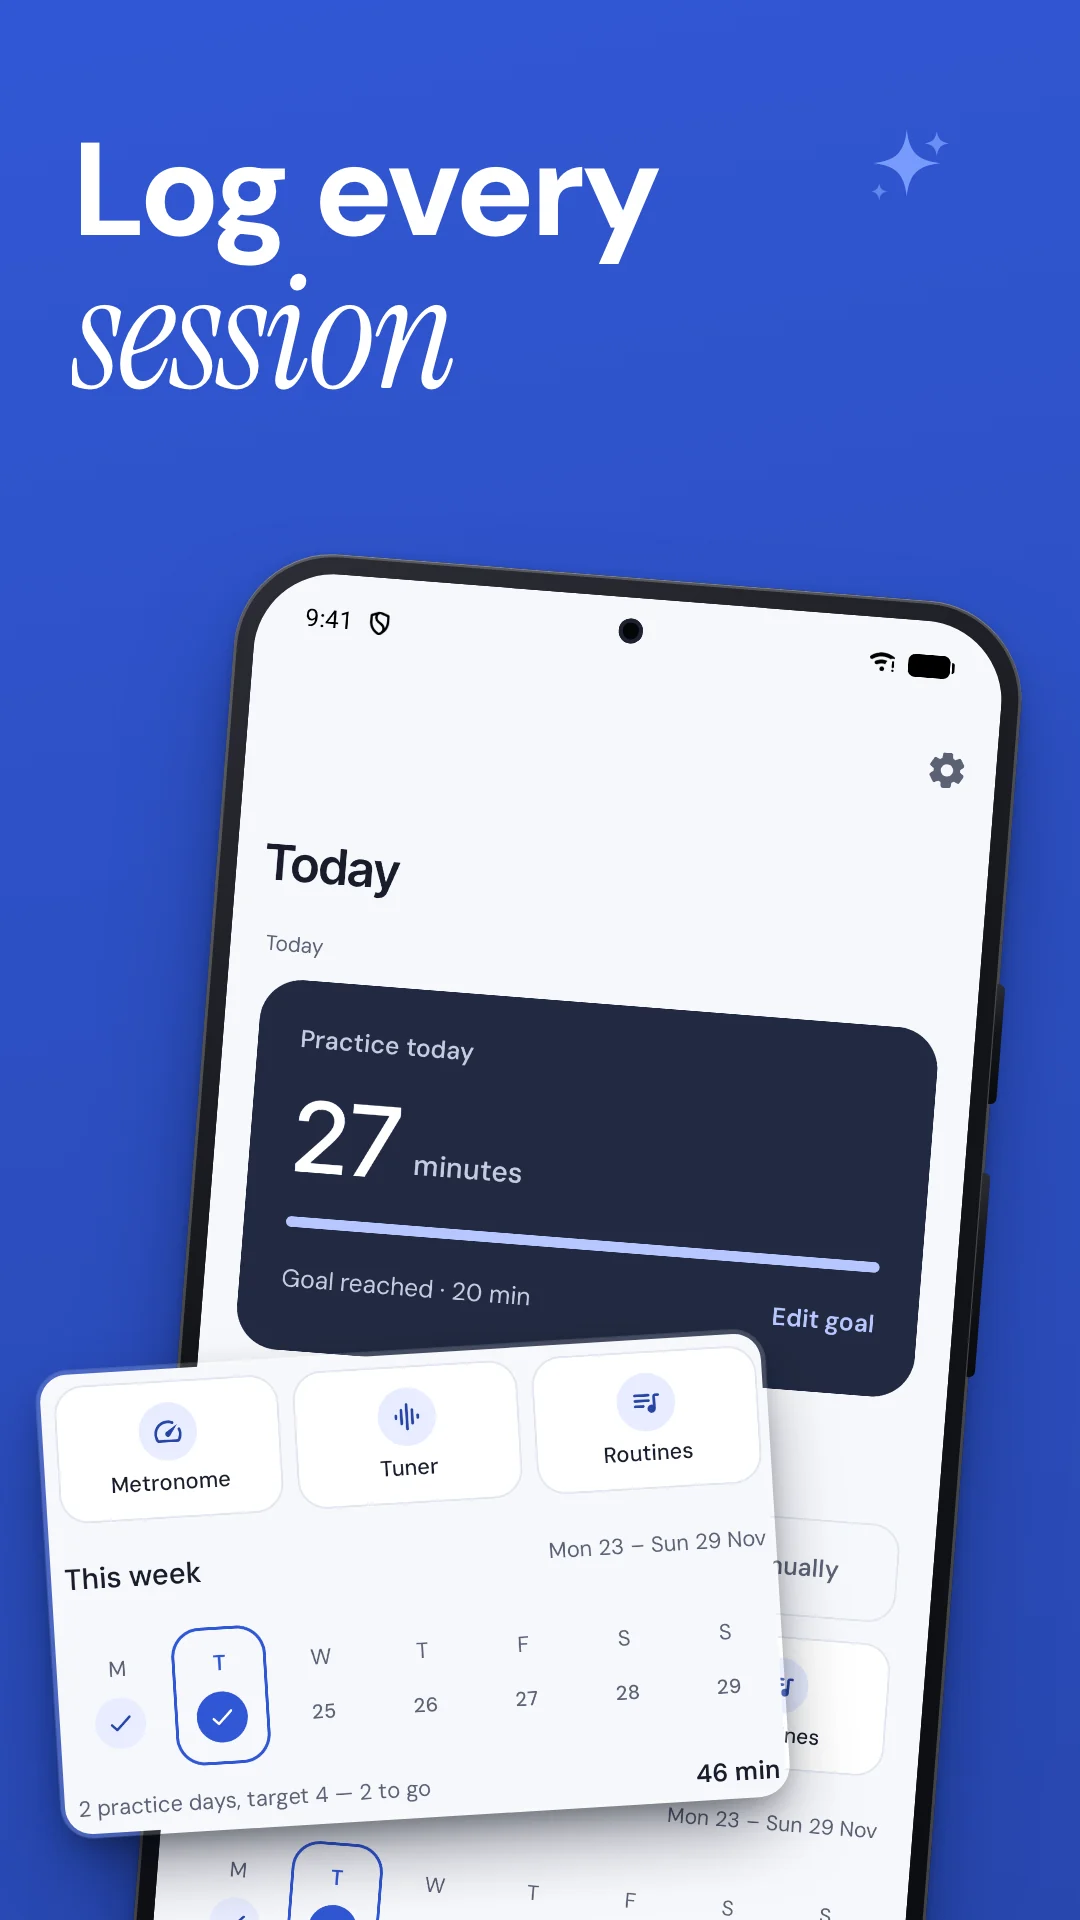 Log every
session
9:41
Today
Today
Practice today
27 minutes
Goal reached · 20 min
Edit goal
Metronome
Tuner
Routines
This week
Mon 23 – Sun 29 Nov
M T W T F S S
25 26 27 28 29
2 practice days, target 4 — 2 to go
46 min
nually
nes
Mon 23 – Sun 29 Nov
M T W T F S S